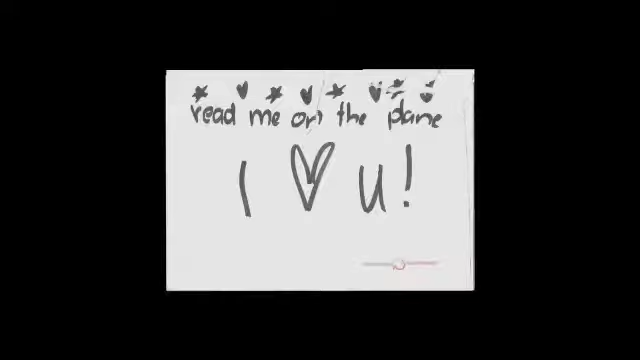 read me on the plane
I ♥ u!